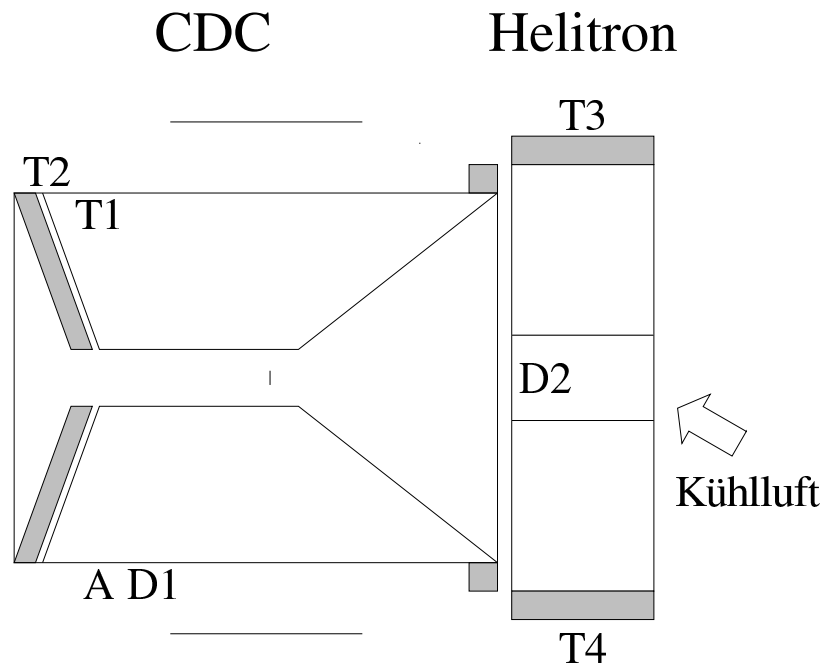 CDC Helitron
T3
T2
T1
D2
Kühlluft
A D1
T4